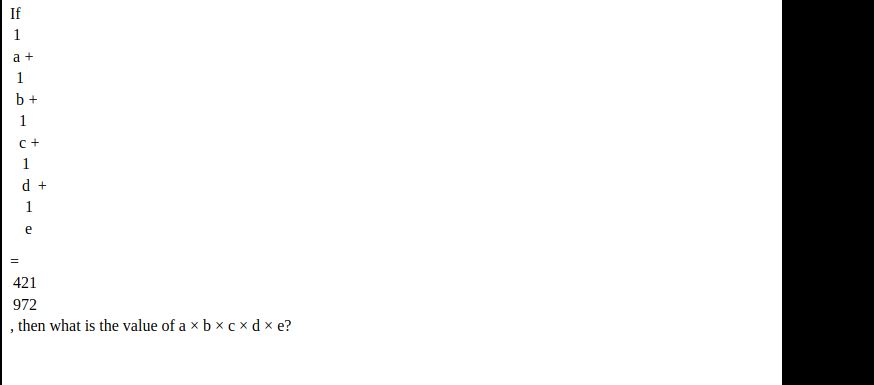 If
1
a +
1
b +
1
c +
1
d +
1
e
=
421
972
, then what is the value of a × b × c × d × e?